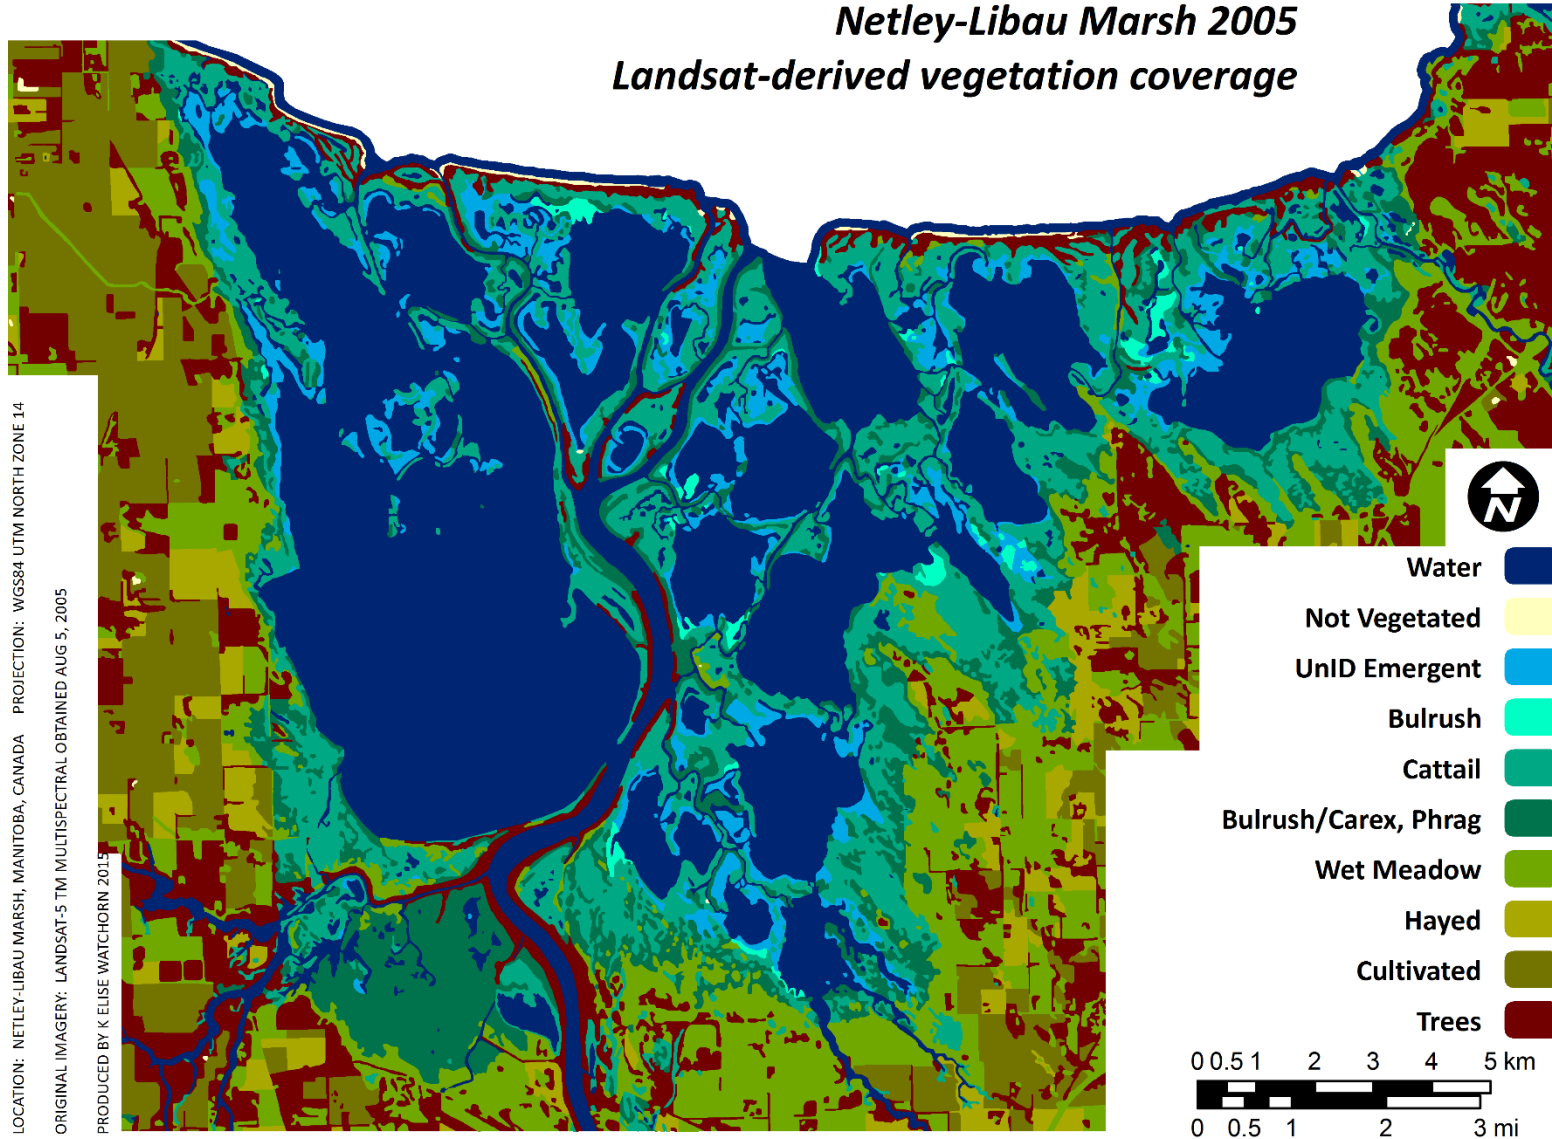 Netley-Libau Marsh 2005
Landsat-derived vegetation coverage
LOCATION: NETLEY-LIBAU MARSH, MANITOBA, CANADA PROJECTION: WGS84 UTM NORTH ZONE 14
ORIGINAL IMAGERY: LANDSAT-5 TM MULTISPECTRAL OBTAINED AUG 5, 2005
PRODUCED BY K ELISE WATCHORN 2015
N
Water
Not Vegetated
UnID Emergent
Bulrush
Cattail
Bulrush/Carex, Phrag
Wet Meadow
Hayed
Cultivated
Trees
0 0.5 1 2 3 4 5 km
0 0.5 1 2 3 mi